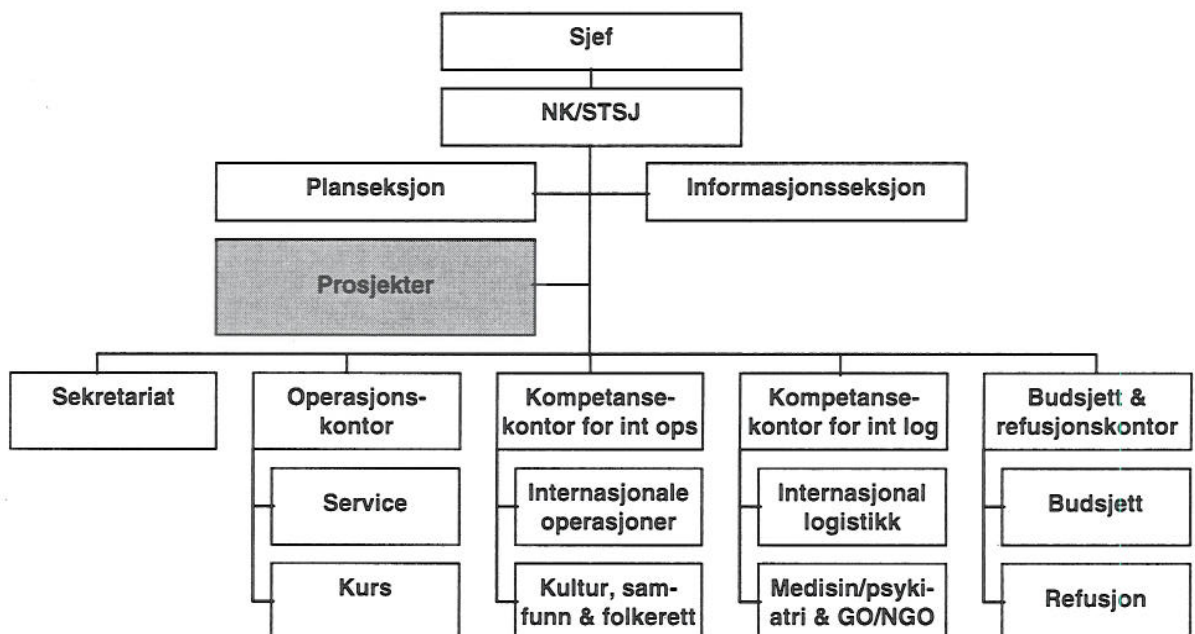 Sjef
NK/STSJ
Planseksjon
Informasjonsseksjon
Prosjekter
Sekretariat
Operasjons-
kontor
Kompetanse-
kontor for int ops
Kompetanse-
kontor for int log
Budsjett &
refusjonskontor
Service
Internasjonale
operasjoner
Internasjonal
logistikk
Budsjett
Kurs
Kultur, sam-
funn & folkerett
Medisin/psyki-
atri & GO/NGO
Refusjon